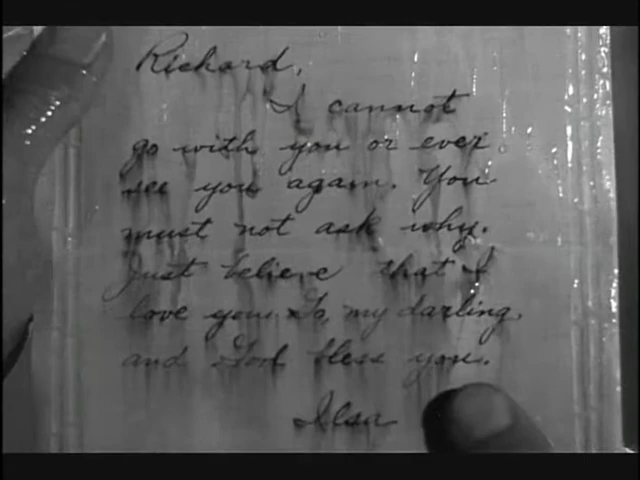 Richard,
I cannot
go with you or ever
see you again. You
must not ask why.
Just believe that I
love you. Go, my darling,
and God bless you.
Ilsa